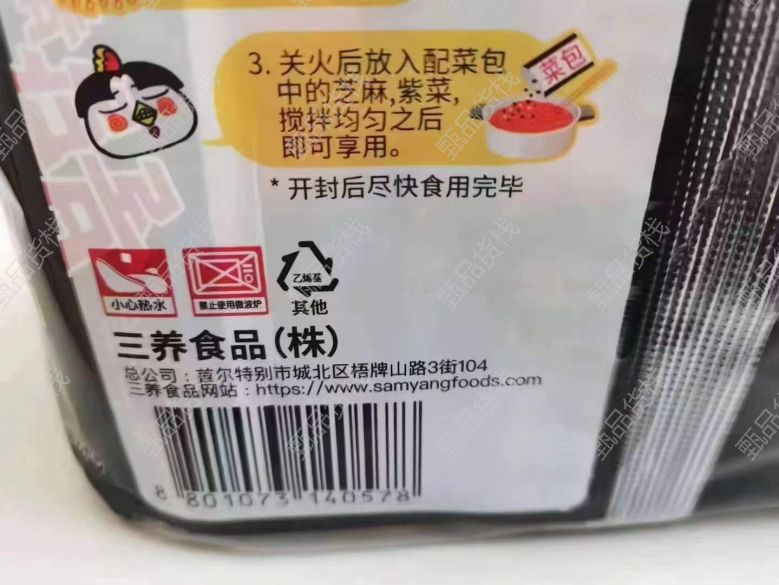 3. 关火后放入配菜包
中的芝麻,紫菜,
搅拌均匀之后
即可享用。
菜包
* 开封后尽快食用完毕
小心热水
禁止使用微波炉
乙烯基
其他
三养食品(株)
总公司:首尔特别市城北区梧牌山路3街104
三养食品网站:https://www.samyangfoods.com
8 801073 140578
甄品货栈